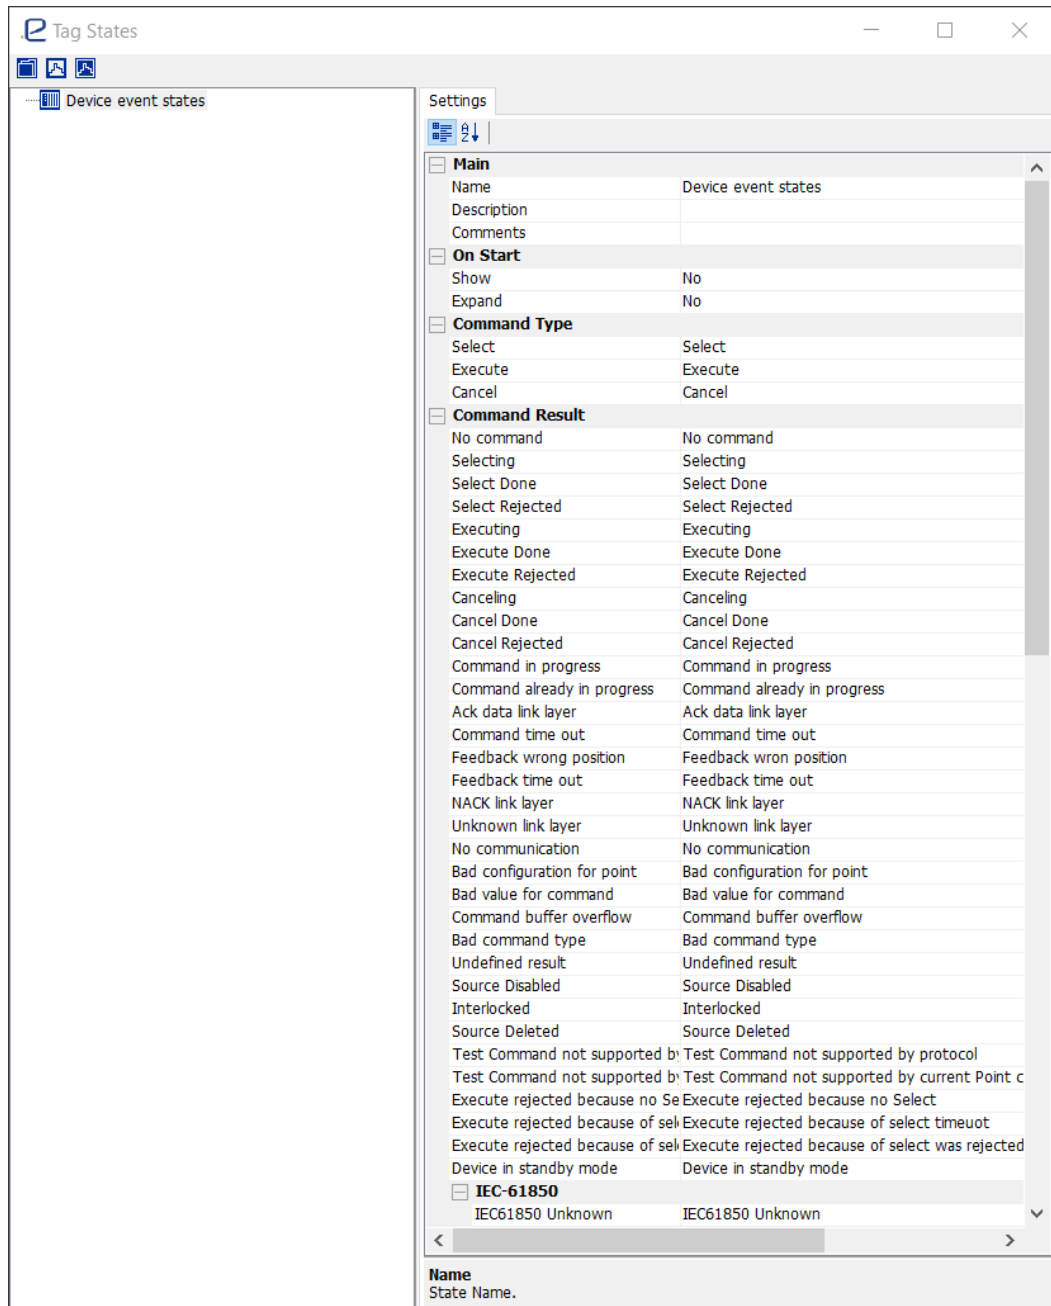 Tag States
Device event states
Settings
Main
Name Device event states
Description
Comments
On Start
Show No
Expand No
Command Type
Select Select
Execute Execute
Cancel Cancel
Command Result
No command No command
Selecting Selecting
Select Done Select Done
Select Rejected Select Rejected
Executing Executing
Execute Done Execute Done
Execute Rejected Execute Rejected
Canceling Canceling
Cancel Done Cancel Done
Cancel Rejected Cancel Rejected
Command in progress Command in progress
Command already in progress Command already in progress
Ack data link layer Ack data link layer
Command time out Command time out
Feedback wrong position Feedback wron position
Feedback time out Feedback time out
NACK link layer NACK link layer
Unknown link layer Unknown link layer
No communication No communication
Bad configuration for point Bad configuration for point
Bad value for command Bad value for command
Command buffer overflow Command buffer overflow
Bad command type Bad command type
Undefined result Undefined result
Source Disabled Source Disabled
Interlocked Interlocked
Source Deleted Source Deleted
Test Command not supported by Test Command not supported by protocol
Test Command not supported by Test Command not supported by current Point c
Execute rejected because no Se Execute rejected because no Select
Execute rejected because of sel Execute rejected because of select timeuot
Execute rejected because of sel Execute rejected because of select was rejected
Device in standby mode Device in standby mode
IEC-61850
IEC61850 Unknown IEC61850 Unknown
Name
State Name.